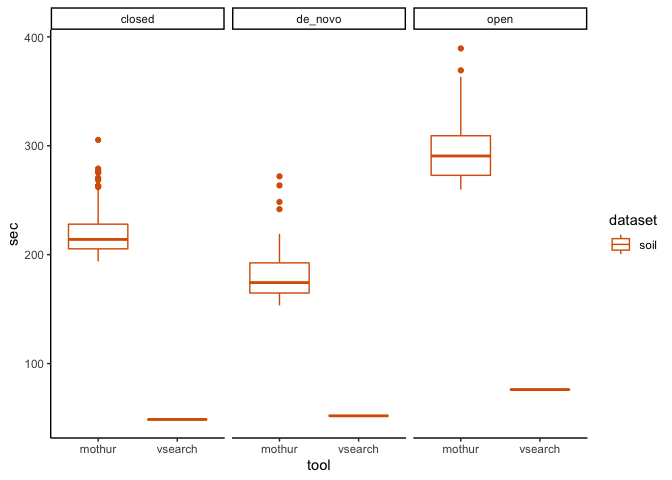 closed de_novo open
400
300
200
100
sec
mothur vsearch mothur vsearch mothur vsearch
tool
dataset
soil